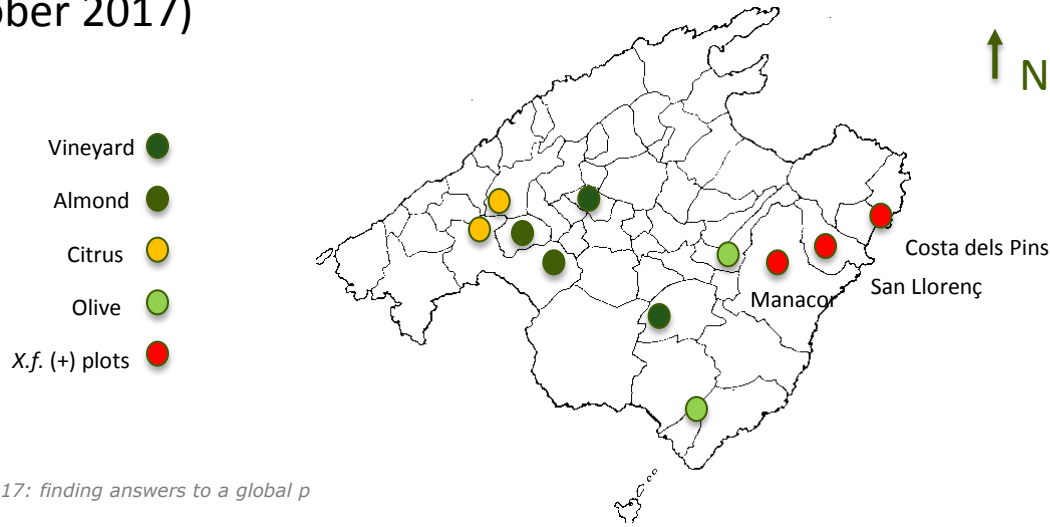 ober 2017)
N
Vineyard
Almond
Citrus
Olive
X.f. (+) plots
Costa dels Pins
San Llorenç
Manacor
17: finding answers to a global p